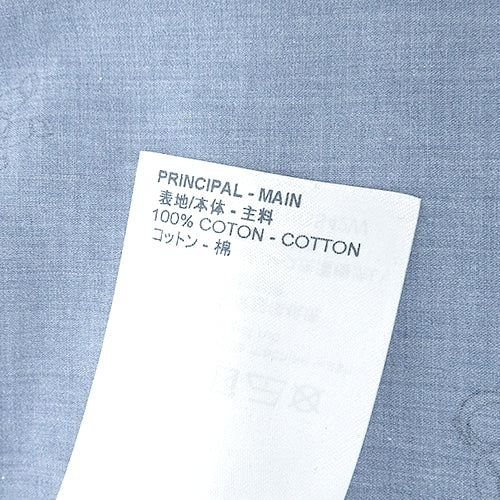 PRINCIPAL - MAIN
表地/本体 - 主料
100% COTON - COTTON
コットン - 棉